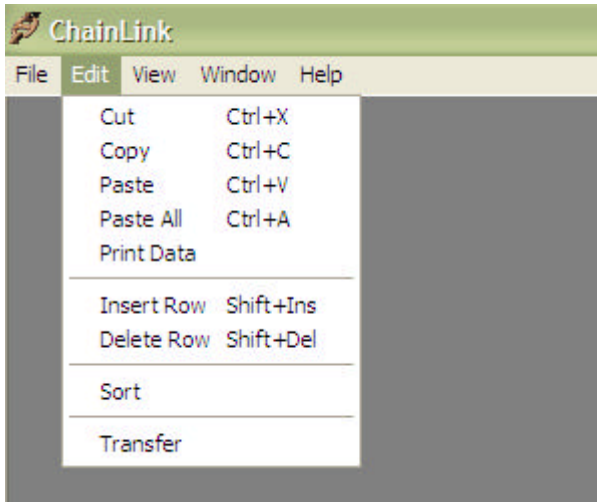 ChainLink
File Edit View Window Help
Cut Ctrl+X
Copy Ctrl+C
Paste Ctrl+V
Paste All Ctrl+A
Print Data
Insert Row Shift+Ins
Delete Row Shift+Del
Sort
Transfer